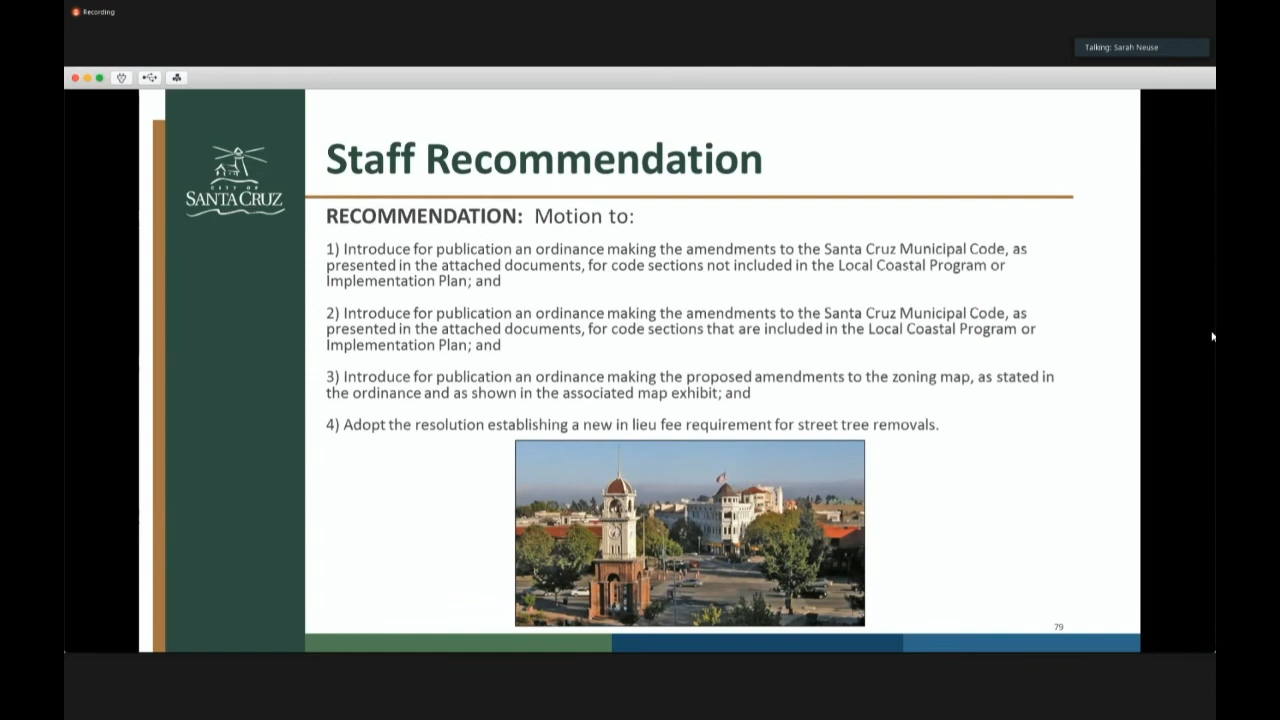 Recording
Talking: Sarah Neuse
CITY OF
SANTA CRUZ
Staff Recommendation
RECOMMENDATION: Motion to:
1) Introduce for publication an ordinance making the amendments to the Santa Cruz Municipal Code, as
presented in the attached documents, for code sections not included in the Local Coastal Program or
Implementation Plan; and
2) Introduce for publication an ordinance making the amendments to the Santa Cruz Municipal Code, as
presented in the attached documents, for code sections that are included in the Local Coastal Program or
Implementation Plan; and
3) Introduce for publication an ordinance making the proposed amendments to the zoning map, as stated in
the ordinance and as shown in the associated map exhibit; and
4) Adopt the resolution establishing a new in lieu fee requirement for street tree removals.
79